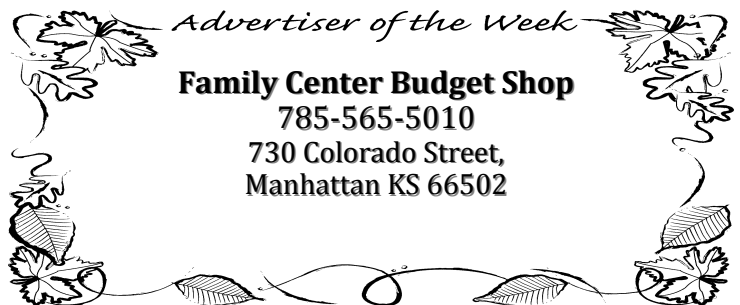 Advertiser of the Week
Family Center Budget Shop
785-565-5010
730 Colorado Street,
Manhattan KS 66502